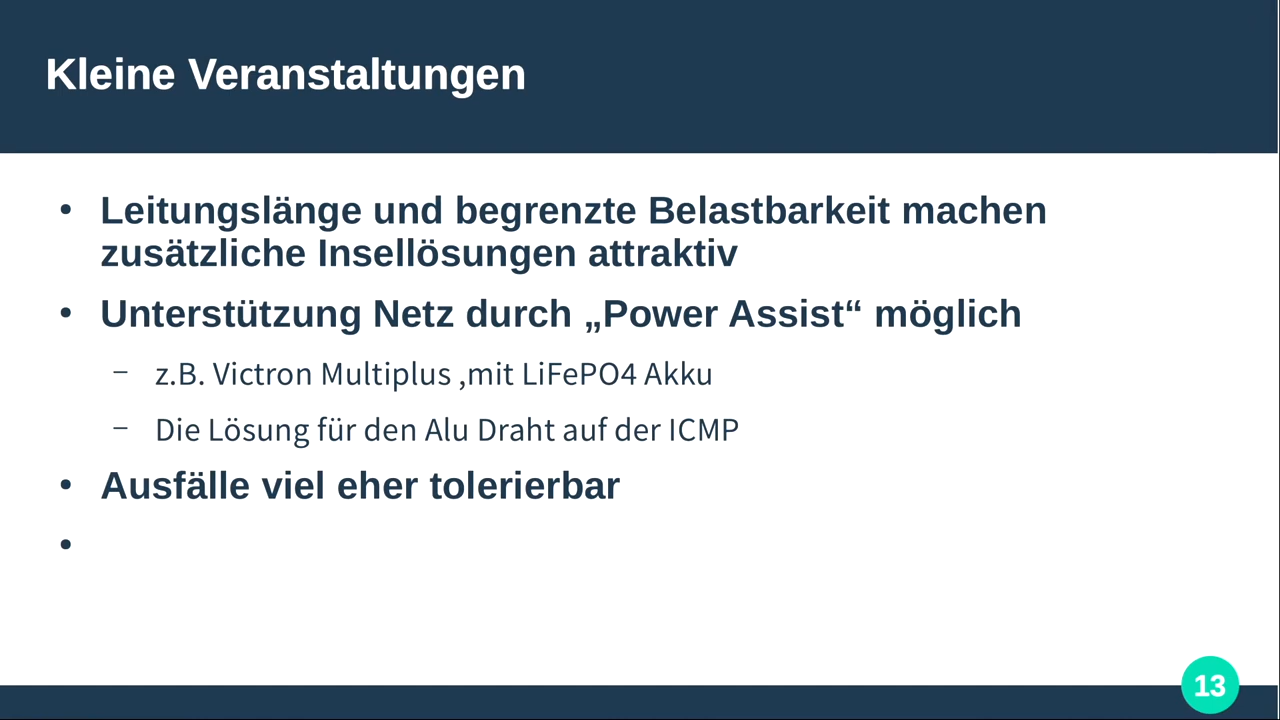 Kleine Veranstaltungen
• Leitungslänge und begrenzte Belastbarkeit machen
zusätzliche Insellösungen attraktiv
• Unterstützung Netz durch „Power Assist“ möglich
– z.B. Victron Multiplus ,mit LiFePO4 Akku
– Die Lösung für den Alu Draht auf der ICMP
• Ausfälle viel eher tolerierbar
•
13